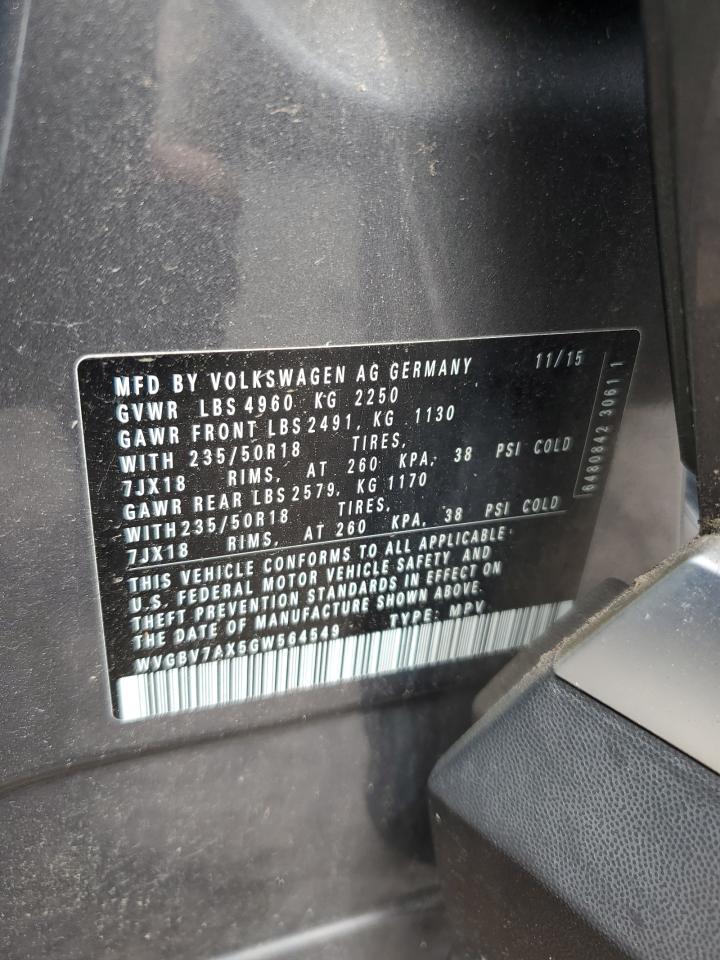 MFD BY VOLKSWAGEN AG GERMANY 11/15
GVWR LBS 4960 KG 2250
GAWR FRONT LBS 2491, KG 1130
WITH 235/50R18 TIRES,
7JX18 RIMS, AT 260 KPA, 38 PSI COLD
GAWR REAR LBS 2579, KG 1170
WITH 235/50R18 TIRES,
7JX18 RIMS, AT 260 KPA, 38 PSI COLD
THIS VEHICLE CONFORMS TO ALL APPLICABLE
U.S. FEDERAL MOTOR VEHICLE SAFETY AND
THEFT PREVENTION STANDARDS IN EFFECT ON
THE DATE OF MANUFACTURE SHOWN ABOVE.
WVGBV7AX5GW564549 TYPE: MPV
6480842 3061 1